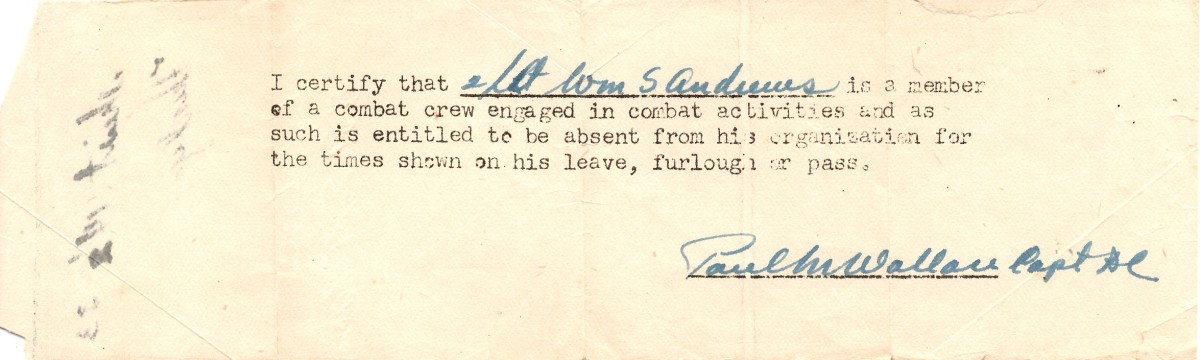 I certify that 2/Lt Wm S Andrews is a member
of a combat crew engaged in combat activities and as
such is entitled to be absent from his organization for
the times shown on his leave, furlough or pass.
Paul M Wallace Capt DC